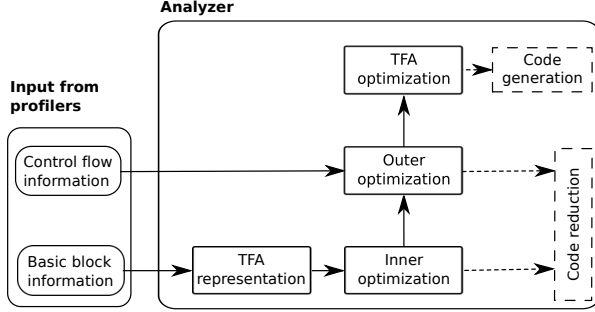 Analyzer
TFA
optimization
Code
generation
Input from
profilers
Control flow
information
Outer
optimization
Code reduction
Basic block
information
TFA
representation
Inner
optimization